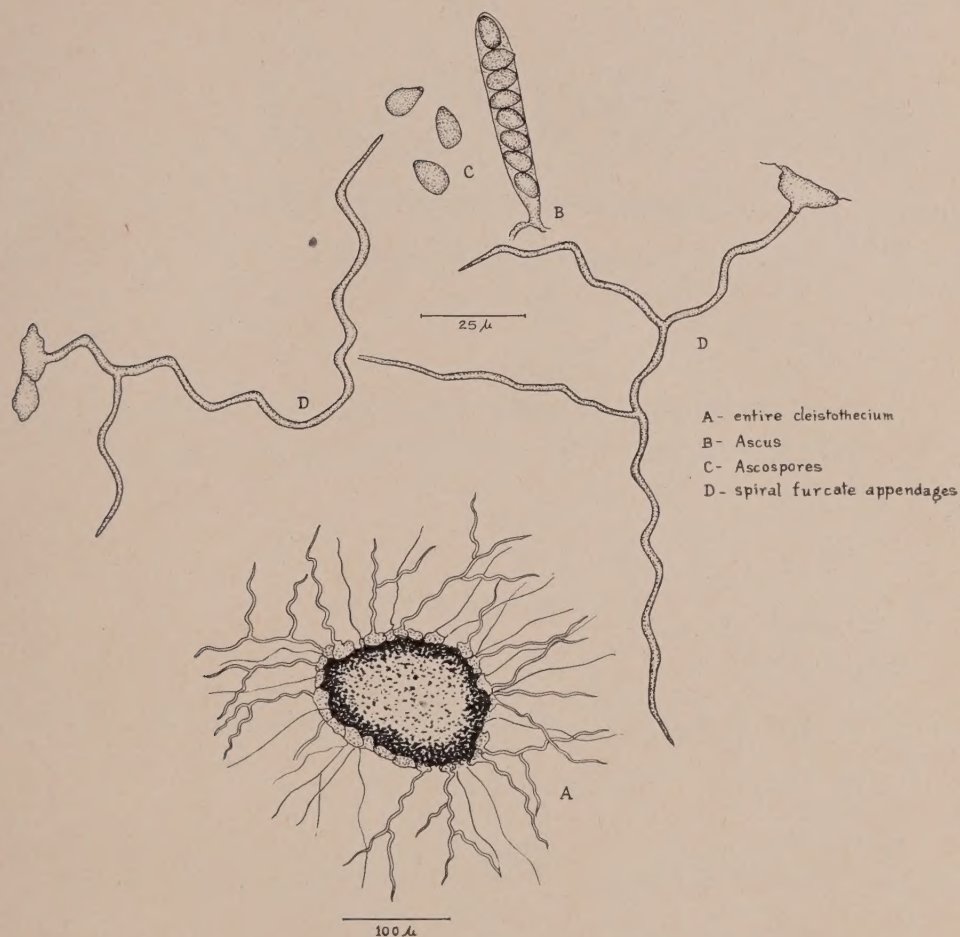 C
B
25 µ
D
D
A - entire cleistothecium
B - Ascus
C - Ascospores
D - spiral furcate appendages
A
100 µ